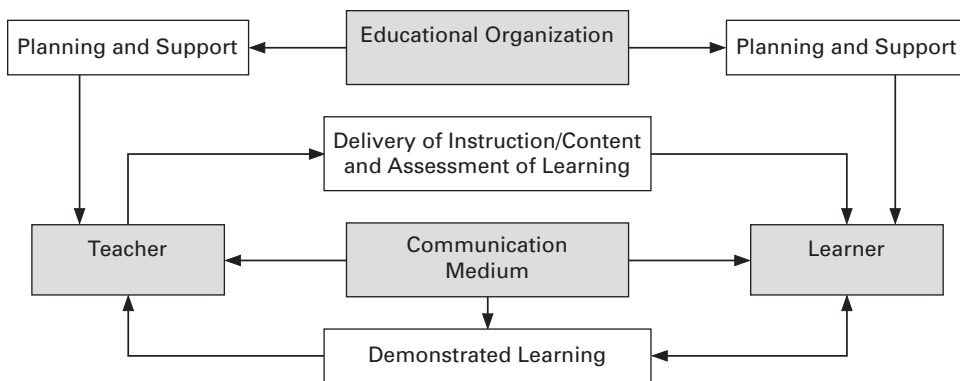 Planning and Support
Educational Organization
Planning and Support
Delivery of Instruction/Content
and Assessment of Learning
Teacher
Communication
Medium
Learner
Demonstrated Learning